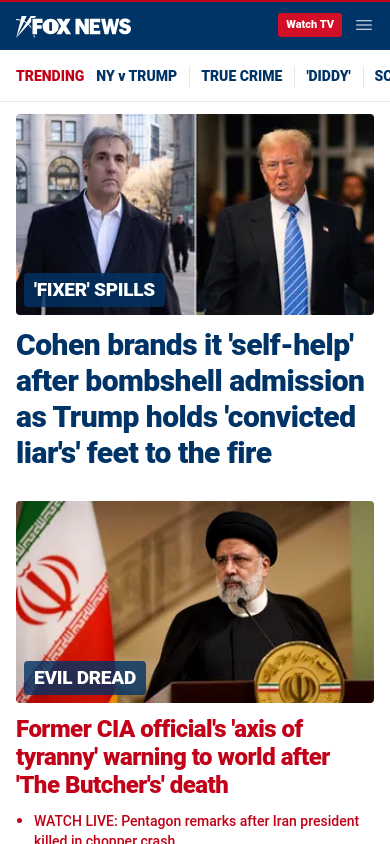 FOX NEWS
Watch TV
TRENDING NY v TRUMP TRUE CRIME 'DIDDY' SC
'FIXER' SPILLS
Cohen brands it 'self-help'
after bombshell admission
as Trump holds 'convicted
liar's' feet to the fire
EVIL DREAD
Former CIA official's 'axis of
tyranny' warning to world after
'The Butcher's' death
• WATCH LIVE: Pentagon remarks after Iran president
killed in chopper crash